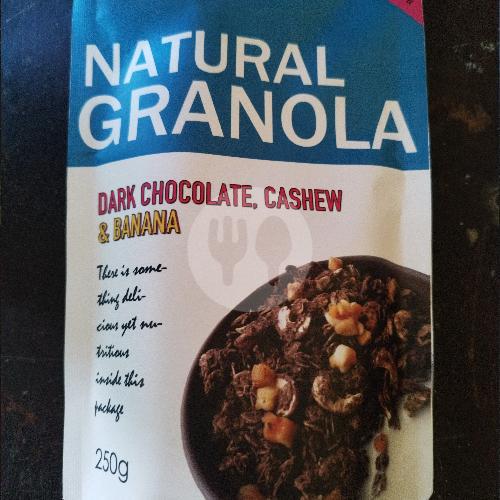 NATURAL
GRANOLA
DARK CHOCOLATE, CASHEW
& BANANA
There is some-
thing deli-
cious yet nu-
tritious
inside this
package
250g